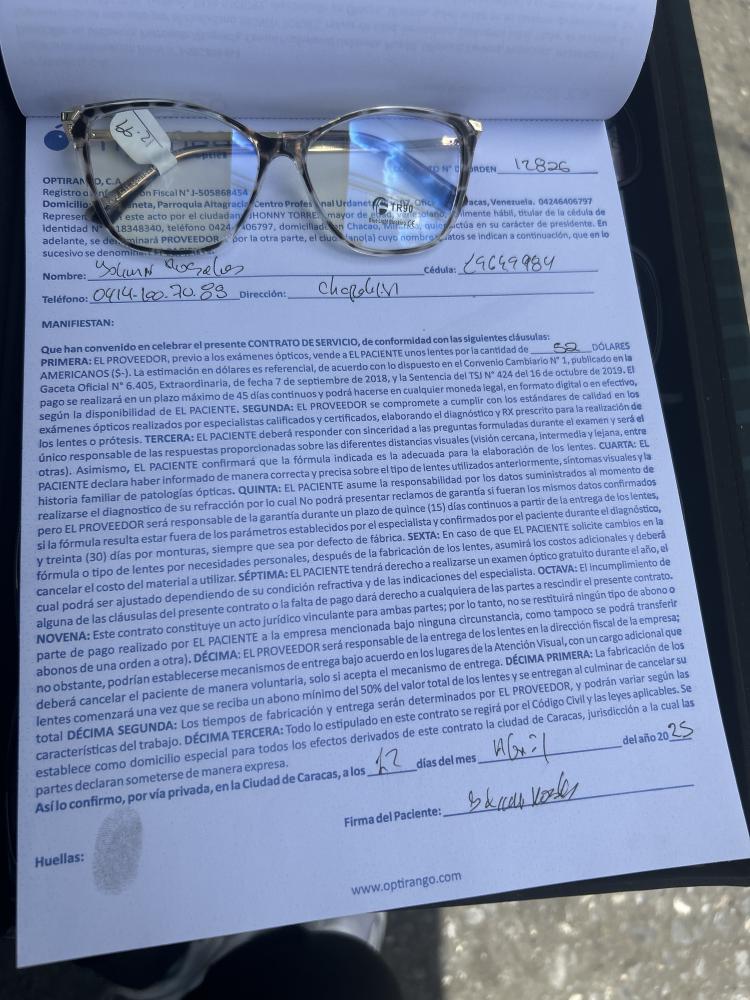 N° D ORDEN 12826
OPTIRANGO, C.A.
Registro Fiscal N° J-505868454
Domicilio: Parroquia Altagracia Centro Profesional Urdaneta Caracas, Venezuela. 04246406797
Represen este acto por el ciudadan JHONNY TORRE mayor de edad, lmente hábil, titular de la cédula de
Identidad N° 18348340, teléfono 0424 406797, domiciliad en Chacao, quien actúa en su carácter de presidente. En
adelante, se denominará PROVEEDOR por la otra parte, el ciudadano(a) cuyo nombre y datos se indican a continuación, que en lo
sucesivo se denominará EL PACIENTE
Nombre: Cédula: 19649984
Teléfono: 0414-100.70.89 Dirección:
MANIFIESTAN:
Que han convenido en celebrar el presente CONTRATO DE SERVICIO, de conformidad con las siguientes cláusulas:
PRIMERA: EL PROVEEDOR, previo a los exámenes ópticos, vende a EL PACIENTE unos lentes por la cantidad de 52 DÓLARES
AMERICANOS ($-). La estimación en dólares es referencial, de acuerdo con lo dispuesto en el Convenio Cambiario N° 1, publicado en la
Gaceta Oficial N° 6.405, Extraordinaria, de fecha 7 de septiembre de 2018, y la Sentencia del TSJ N° 424 del 16 de octubre de 2019. El
pago se realizará en un plazo máximo de 45 días continuos y podrá hacerse en cualquier moneda legal, en formato digital o en efectivo,
según la disponibilidad de EL PACIENTE. SEGUNDA: EL PROVEEDOR se compromete a cumplir con los estándares de calidad en los
exámenes ópticos realizados por especialistas calificados y certificados, elaborando el diagnóstico y RX prescrito para la realización de
los lentes o prótesis. TERCERA: EL PACIENTE deberá responder con sinceridad a las preguntas formuladas durante el examen y será el
único responsable de las respuestas proporcionadas sobre las diferentes distancias visuales (visión cercana, intermedia y lejana, entre
otras). Asimismo, EL PACIENTE confirmará que la fórmula indicada es la adecuada para la elaboración de los lentes. CUARTA: EL
PACIENTE declara haber informado de manera correcta y precisa sobre el tipo de lentes utilizados anteriormente, síntomas visuales y la
historia familiar de patologías ópticas. QUINTA: EL PACIENTE asume la responsabilidad por los datos suministrados al momento de
realizarse el diagnostico de su refracción por lo cual No podrá presentar reclamos de garantía si fueran los mismos datos confirmados
pero EL PROVEEDOR será responsable de la garantía durante un plazo de quince (15) días continuos a partir de la entrega de los lentes,
si la fórmula resulta estar fuera de los parámetros establecidos por el especialista y confirmados por el paciente durante el diagnóstico,
y treinta (30) días por monturas, siempre que sea por defecto de fábrica. SEXTA: En caso de que EL PACIENTE solicite cambios en la
fórmula o tipo de lentes por necesidades personales, después de la fabricación de los lentes, asumirá los costos adicionales y deberá
cancelar el costo del material a utilizar. SÉPTIMA: EL PACIENTE tendrá derecho a realizarse un examen óptico gratuito durante el año, el
cual podrá ser ajustado dependiendo de su condición refractiva y de las indicaciones del especialista. OCTAVA: El incumplimiento de
alguna de las cláusulas del presente contrato o la falta de pago dará derecho a cualquiera de las partes a rescindir el presente contrato.
NOVENA: Este contrato constituye un acto jurídico vinculante para ambas partes; por lo tanto, no se restituirá ningún tipo de abono o
parte de pago realizado por EL PACIENTE a la empresa mencionada bajo ninguna circunstancia, como tampoco se podrá transferir
abonos de una orden a otra). DÉCIMA: EL PROVEEDOR será responsable de la entrega de los lentes en la dirección fiscal de la empresa;
no obstante, podrían establecerse mecanismos de entrega bajo acuerdo en los lugares de la Atención Visual, con un cargo adicional que
deberá cancelar el paciente de manera voluntaria, solo si acepta el mecanismo de entrega. DÉCIMA PRIMERA: La fabricación de los
lentes comenzará una vez que se reciba un abono mínimo del 50% del valor total de los lentes y se entregan al culminar de cancelar su
total DÉCIMA SEGUNDA: Los tiempos de fabricación y entrega serán determinados por EL PROVEEDOR, y podrán variar según las
características del trabajo. DÉCIMA TERCERA: Todo lo estipulado en este contrato se regirá por el Código Civil y las leyes aplicables. Se
establece como domicilio especial para todos los efectos derivados de este contrato la ciudad de Caracas, jurisdicción a la cual las
partes declaran someterse de manera expresa.
Así lo confirmo, por vía privada, en la Ciudad de Caracas, a los 12 días del mes Abril del año 2025
Firma del Paciente:
Huellas:
www.optirango.com
TR90